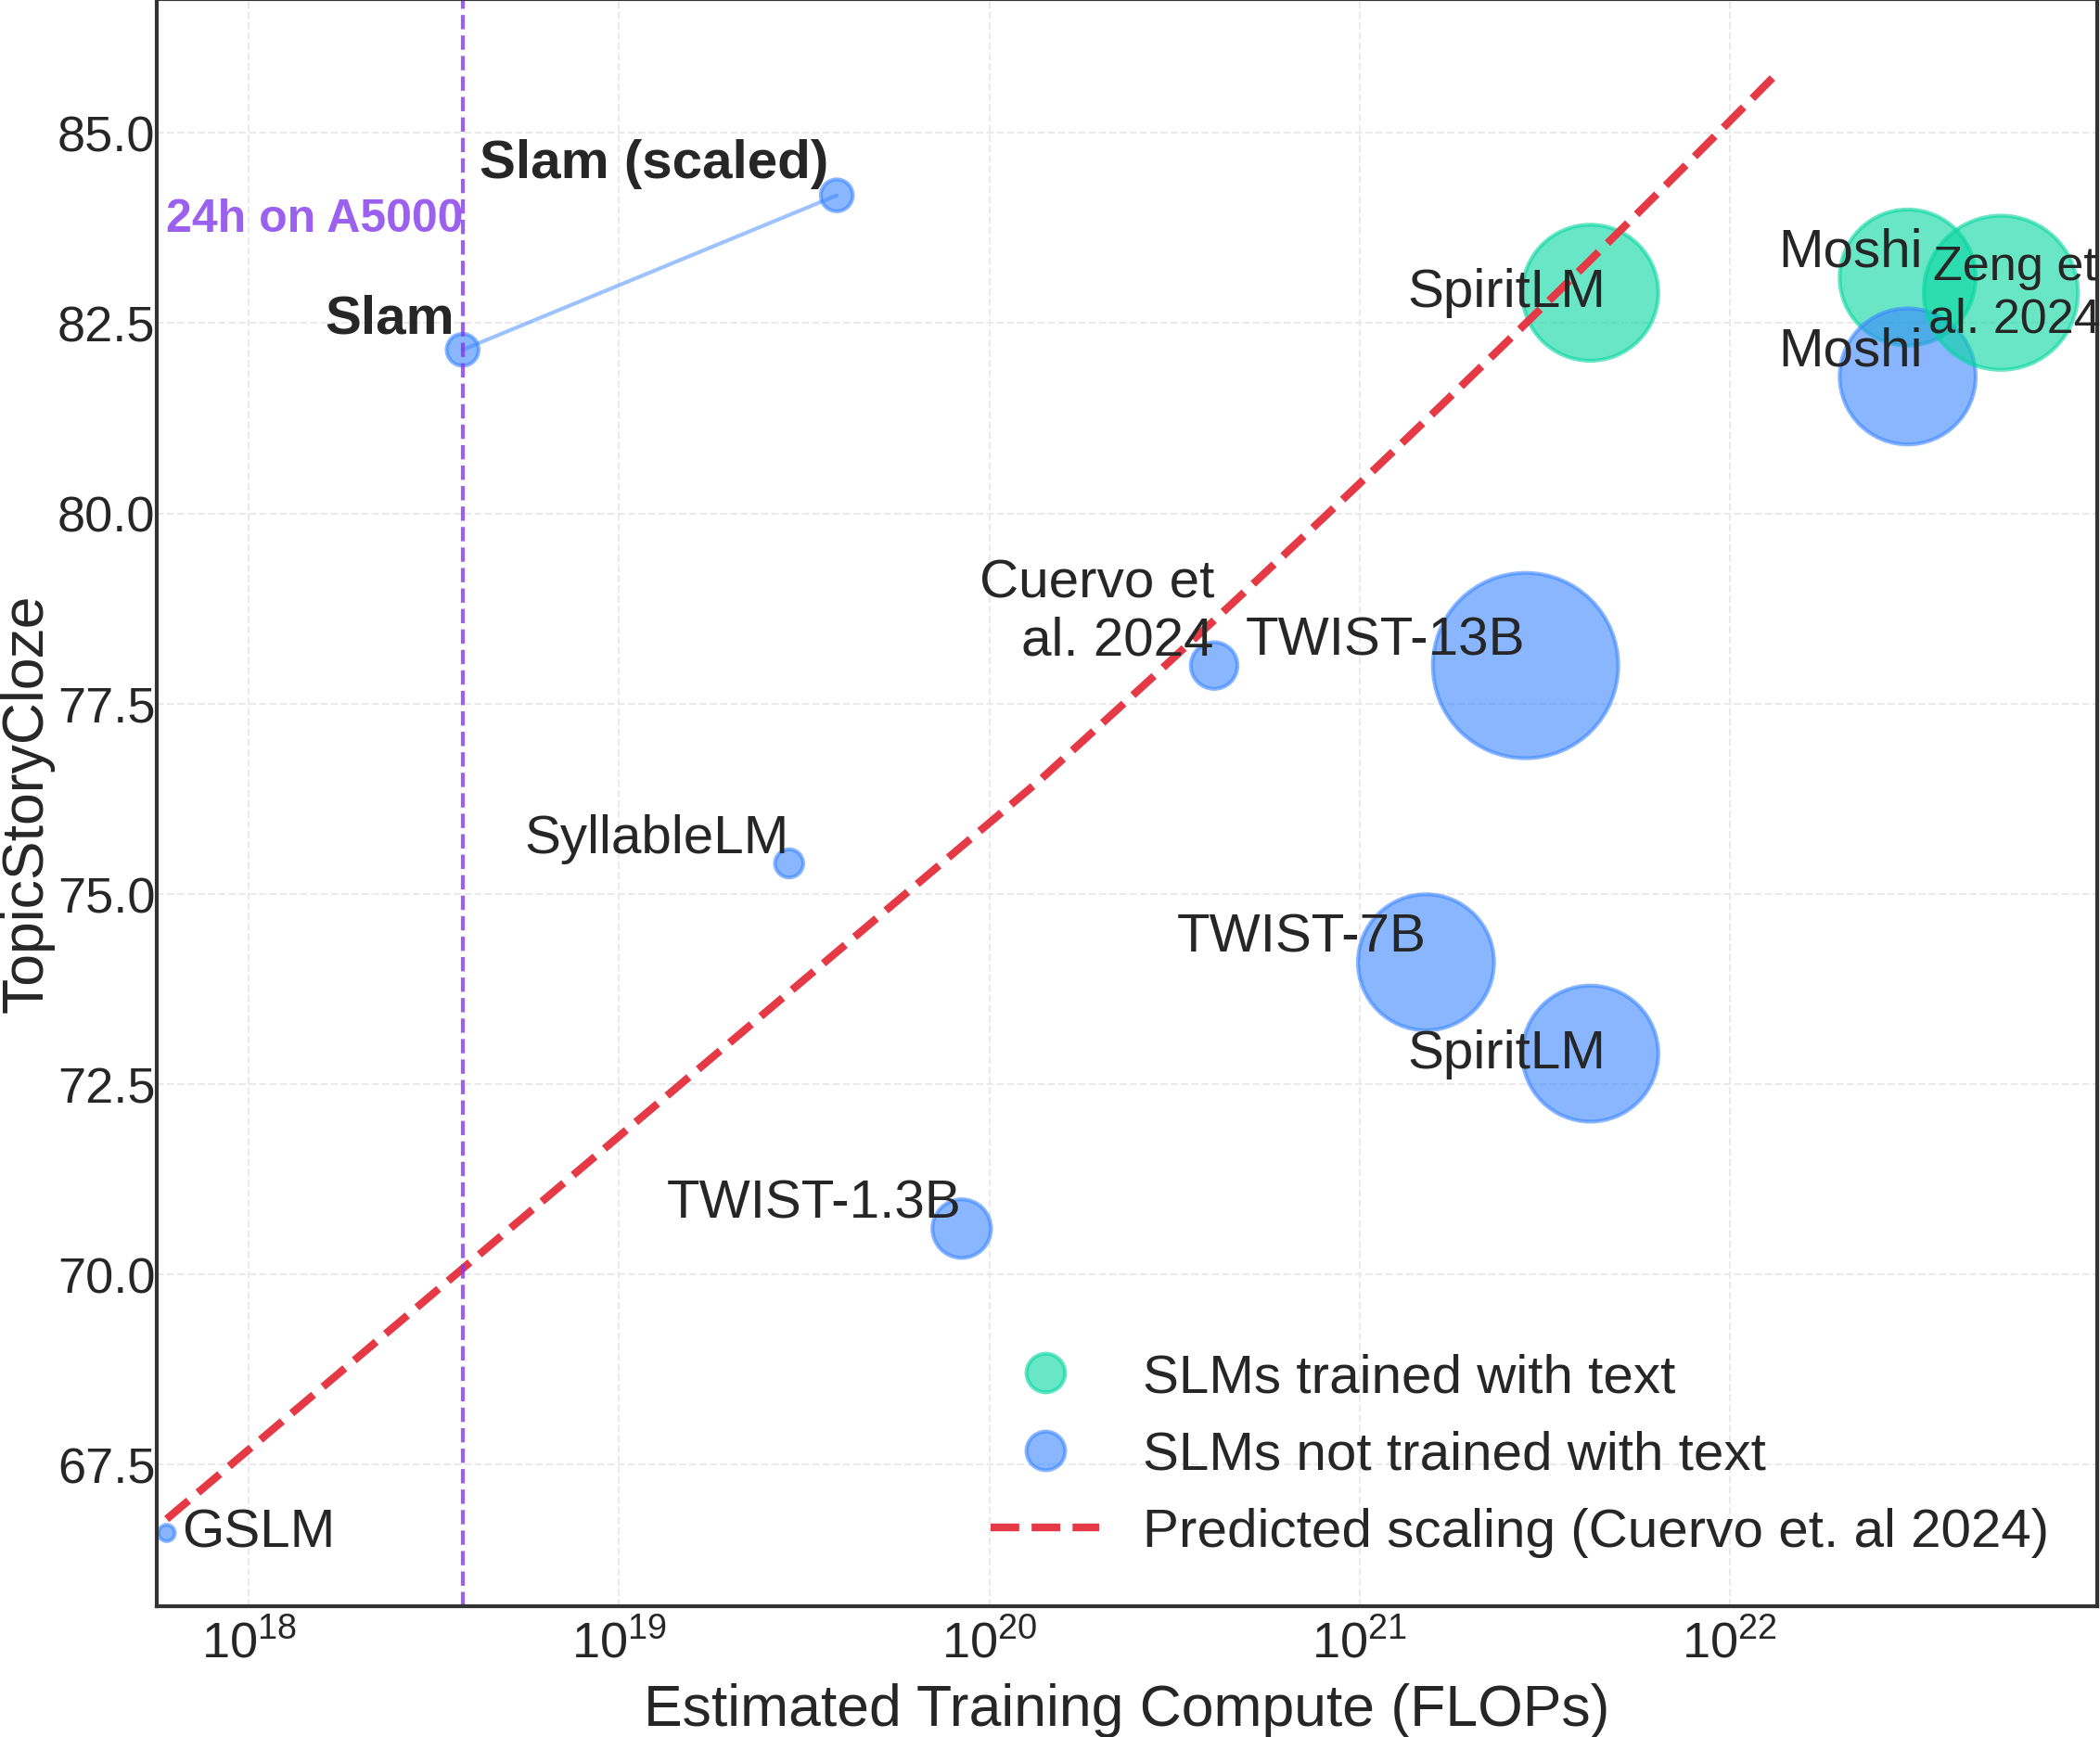 85.0
82.5
80.0
77.5
75.0
72.5
70.0
67.5
TopicStoryCloze
24h on A5000
Slam (scaled)
Slam
SpiritLM
Moshi
Zeng et
al. 2024
Moshi
Cuervo et
al. 2024
TWIST-13B
SyllableLM
TWIST-7B
SpiritLM
TWIST-1.3B
GSLM
SLMs trained with text
SLMs not trained with text
Predicted scaling (Cuervo et. al 2024)
10^18
10^19
10^20
10^21
10^22
Estimated Training Compute (FLOPs)